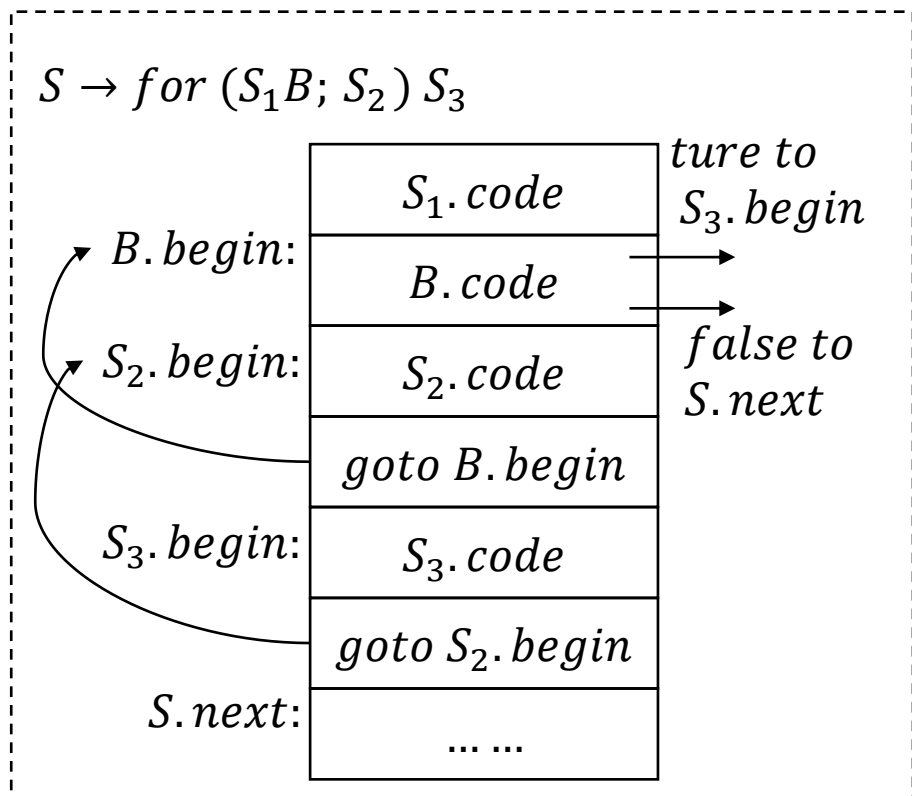 S → for (S₁B; S₂) S₃
ture to
S₃.begin
S₁.code
B.begin:
B.code
false to
S.next
S₂.begin:
S₂.code
goto B.begin
S₃.begin:
S₃.code
goto S₂.begin
S.next:
... ...